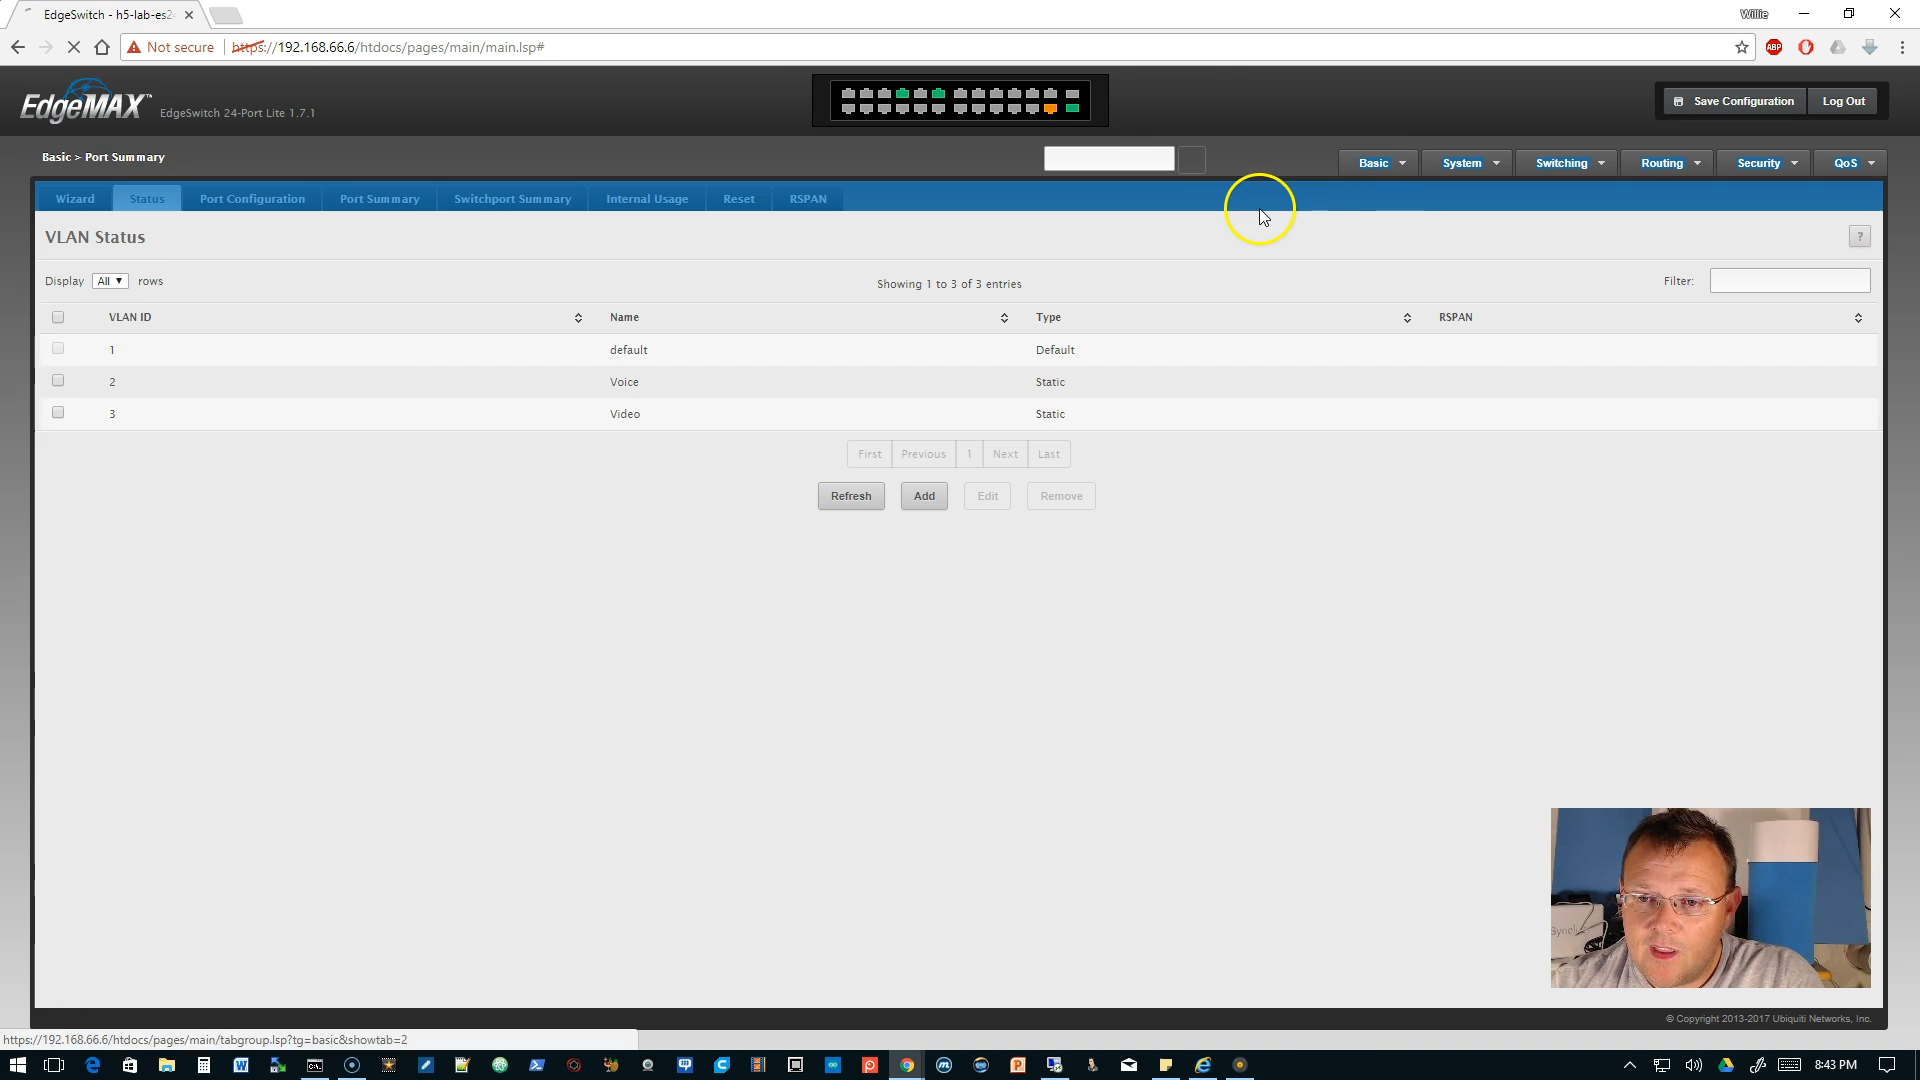 EdgeSwitch - h5-lab-es24
Willie
Not secure
https://192.168.66.6/htdocs/pages/main/main.lsp#
ABP
EdgeMAX™
EdgeSwitch 24-Port Lite 1.7.1
Save Configuration
Log Out
Basic > Port Summary
Basic
System
Switching
Routing
Security
QoS
Wizard
Status
Port Configuration
Port Summary
Switchport Summary
Internal Usage
Reset
RSPAN
VLAN Status
?
Display All rows
Showing 1 to 3 of 3 entries
Filter:
VLAN ID Name Type RSPAN
1 default Default
2 Voice Static
3 Video Static
First Previous 1 Next Last
Refresh Add Edit Remove
© Copyright 2013-2017 Ubiquiti Networks, Inc.
https://192.168.66.6/htdocs/pages/main/tabgroup.lsp?tg=basic&showtab=2
8:43 PM